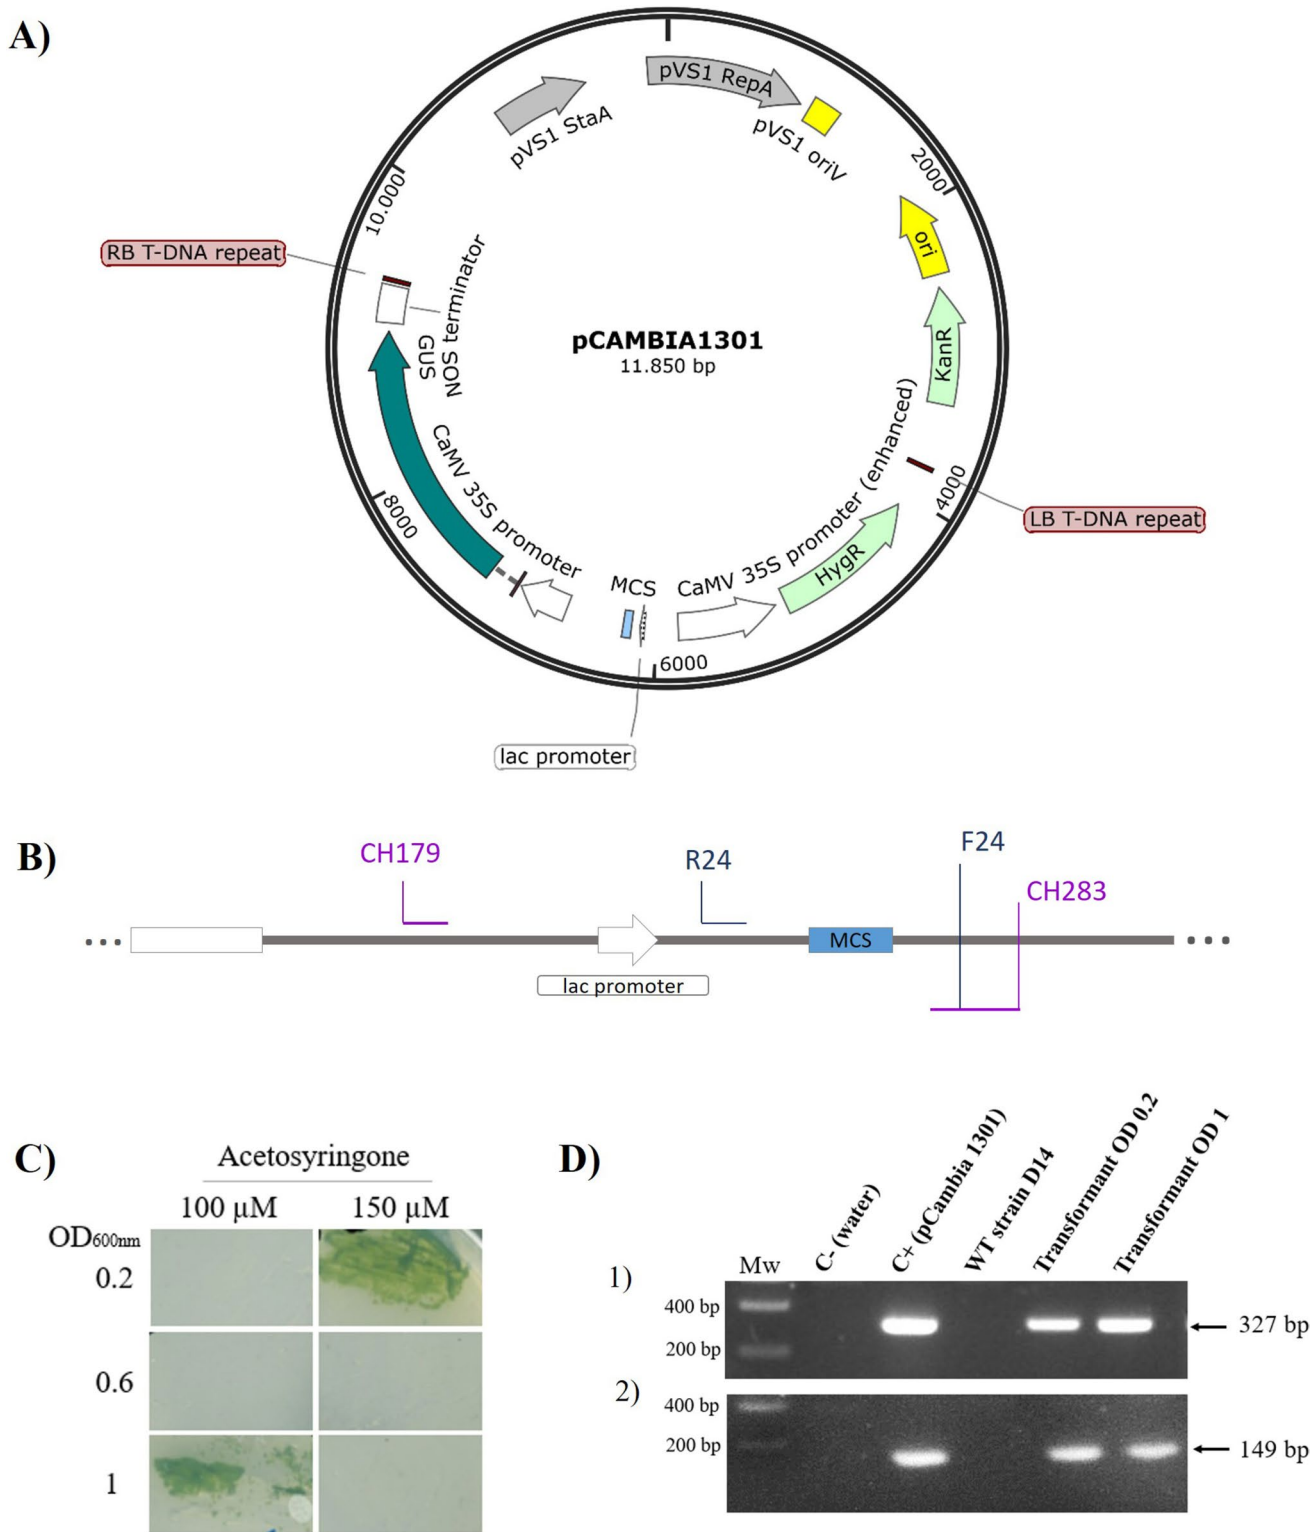 A)
pVS1 StaA
pVS1 RepA
pVS1 oriV
2000
ori
KanR
4000
LB T-DNA repeat
HygR
CaMV 35S promoter (enhanced)
6000
lac promoter
MCS
CaMV 35S promoter
8000
GUS
NOS terminator
RB T-DNA repeat
10.000
pCAMBIA1301
11.850 bp
B)
CH179
R24
F24
CH283
MCS
lac promoter
C)
Acetosyringone
100 µM 150 µM
OD600nm
0.2
0.6
1
D)
Mw
C- (water)
C+ (pCambia 1301)
WT strain D14
Transformant OD 0.2
Transformant OD 1
1)
400 bp
200 bp
327 bp
2)
400 bp
200 bp
149 bp